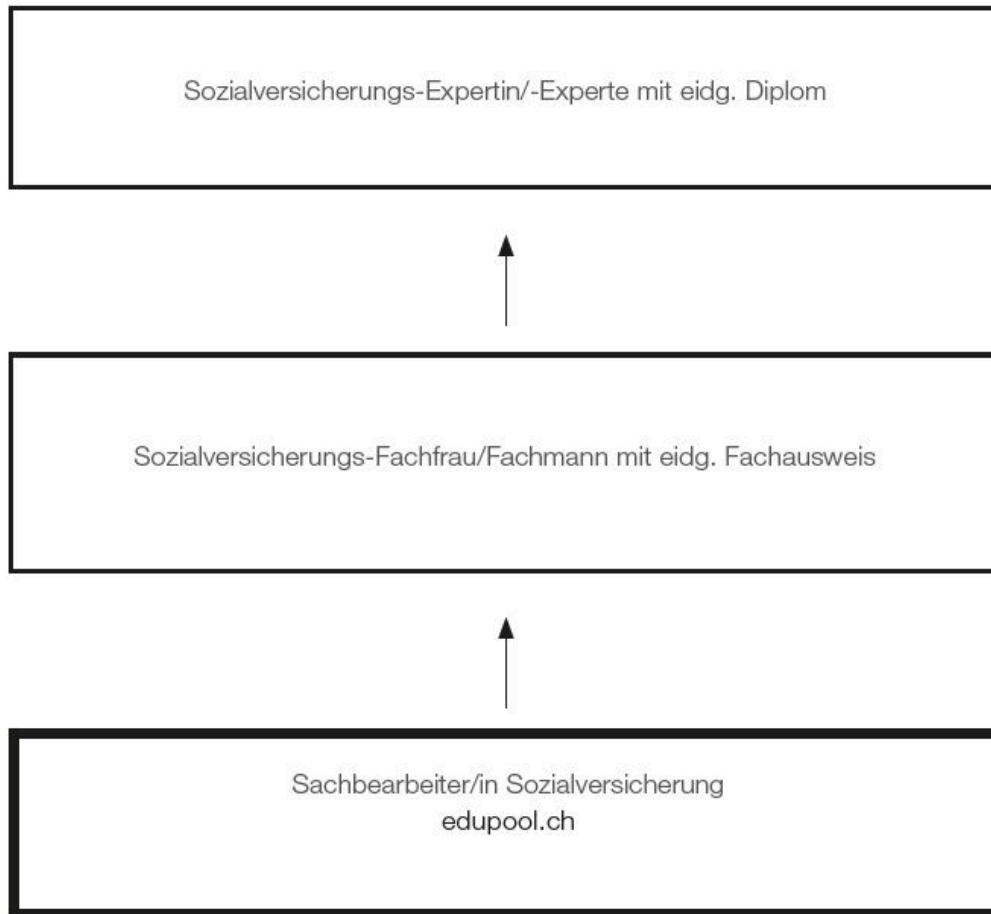 Sozialversicherungs-Expertin/-Experte mit eidg. Diplom
Sozialversicherungs-Fachfrau/Fachmann mit eidg. Fachausweis
Sachbearbeiter/in Sozialversicherung
edupool.ch